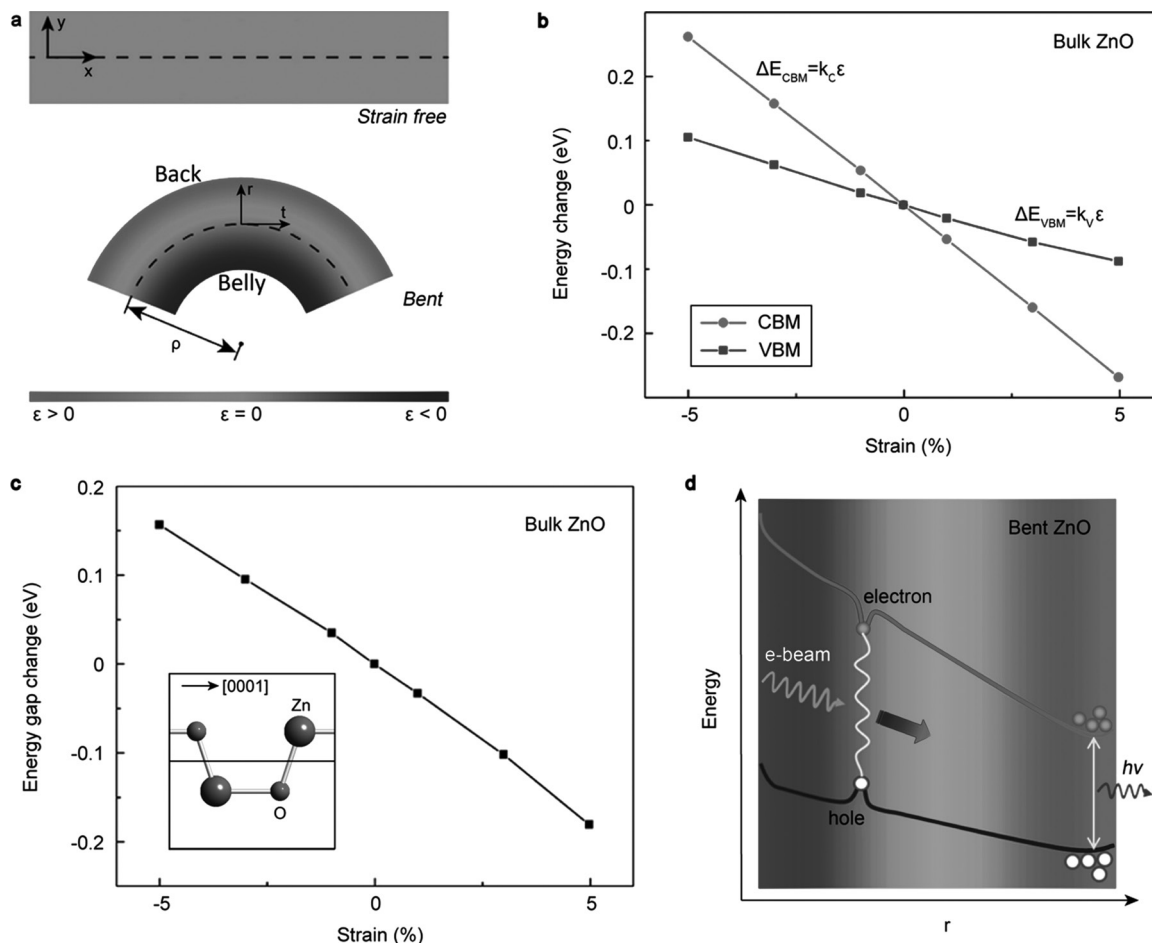 a
y
x
Strain free
Back
r
t
Belly
Bent
ρ
ε > 0
ε = 0
ε < 0
b
Bulk ZnO
ΔE_CBM=k_Cε
ΔE_VBM=k_Vε
CBM
VBM
Energy change (eV)
0.2
0.1
0
-0.1
-0.2
-5
0
5
Strain (%)
c
Bulk ZnO
[0001]
Zn
O
Energy gap change (eV)
0.2
0.1
0
-0.1
-0.2
-5
0
5
Strain (%)
d
Bent ZnO
electron
e-beam
hν
hole
Energy
r